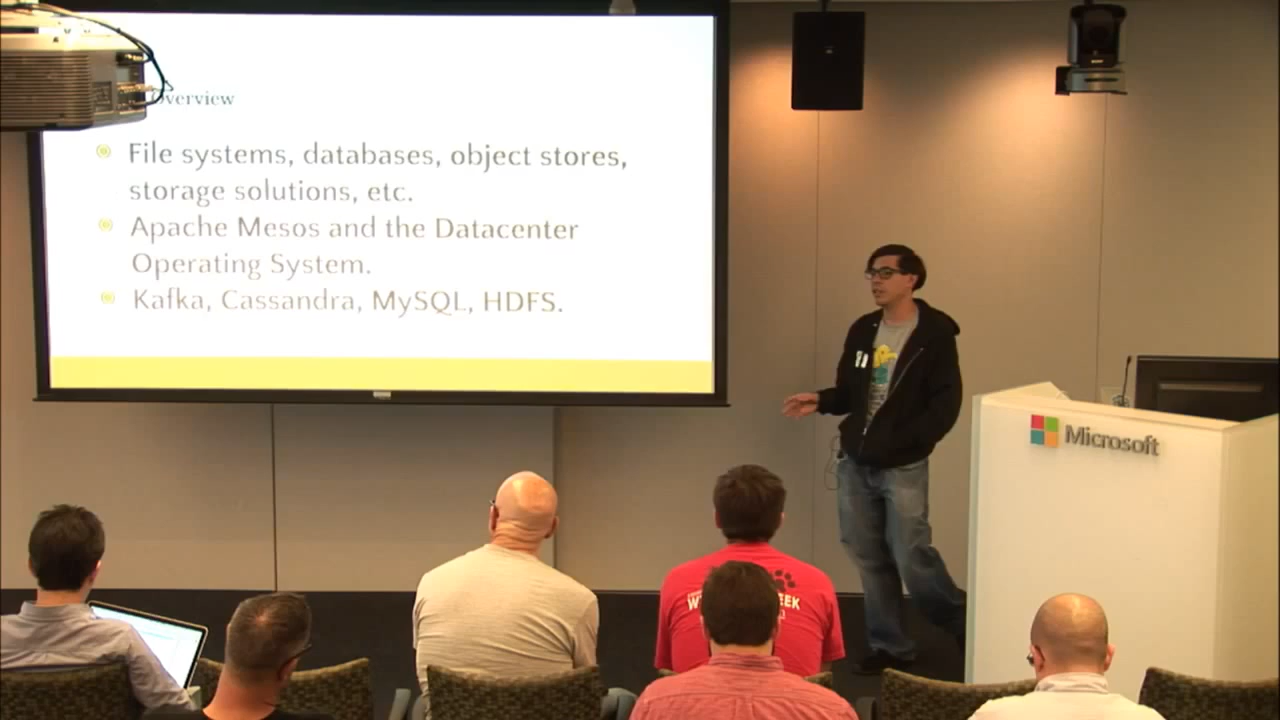 Overview
File systems, databases, object stores,
storage solutions, etc.
Apache Mesos and the Datacenter
Operating System.
Kafka, Cassandra, MySQL, HDFS.
Microsoft